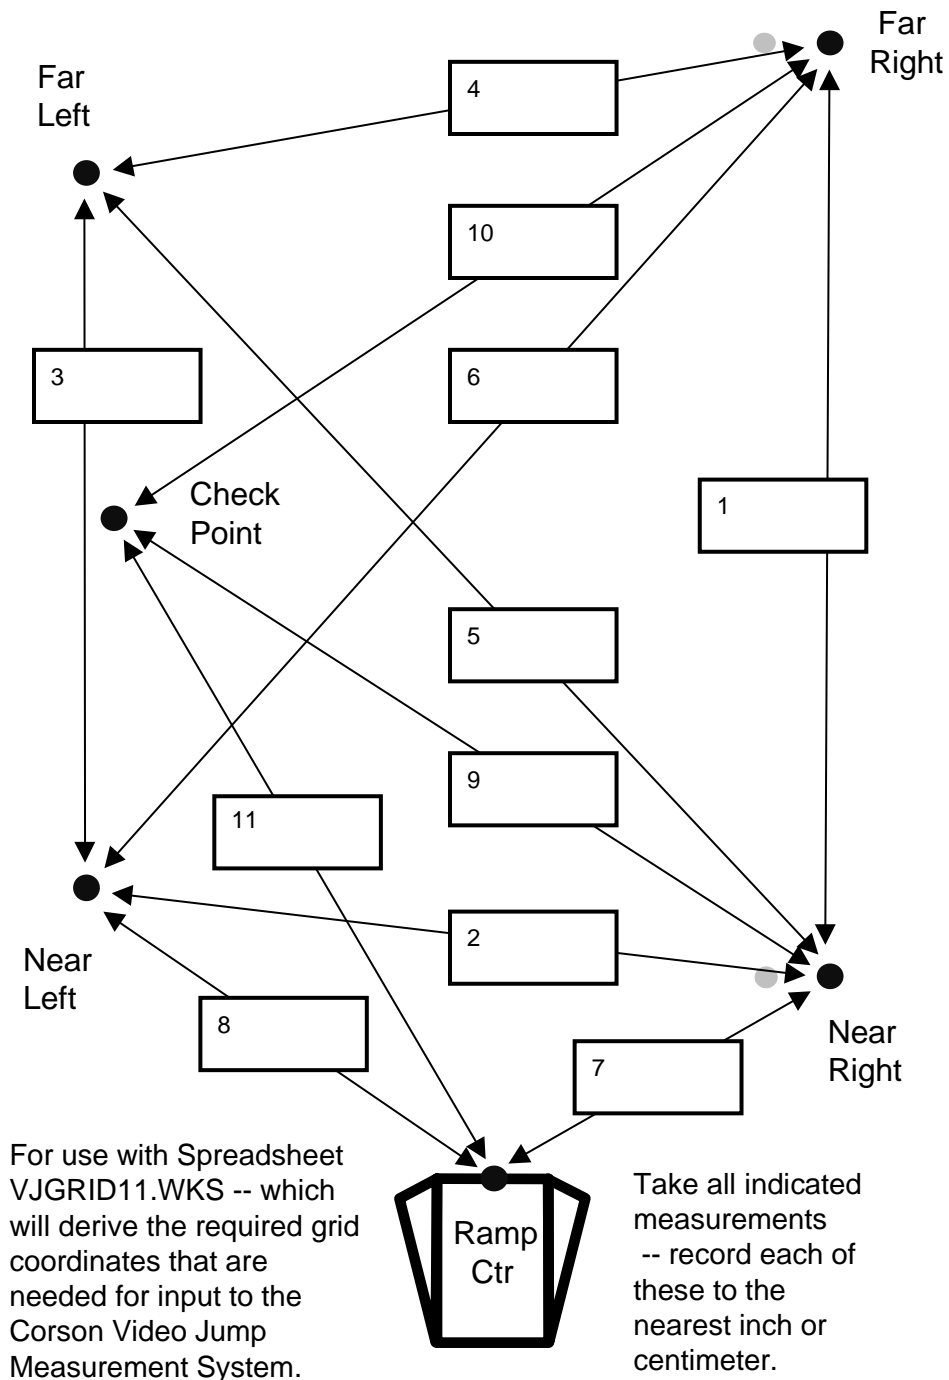 Far
Right
Far
Left
4
10
3
6
1
Check
Point
5
9
11
2
Near
Left
8
Near
Right
7
For use with Spreadsheet
VJGRID11.WKS -- which
will derive the required grid
coordinates that are
needed for input to the
Corson Video Jump
Measurement System.
Ramp
Ctr
Take all indicated
measurements
-- record each of
these to the
nearest inch or
centimeter.